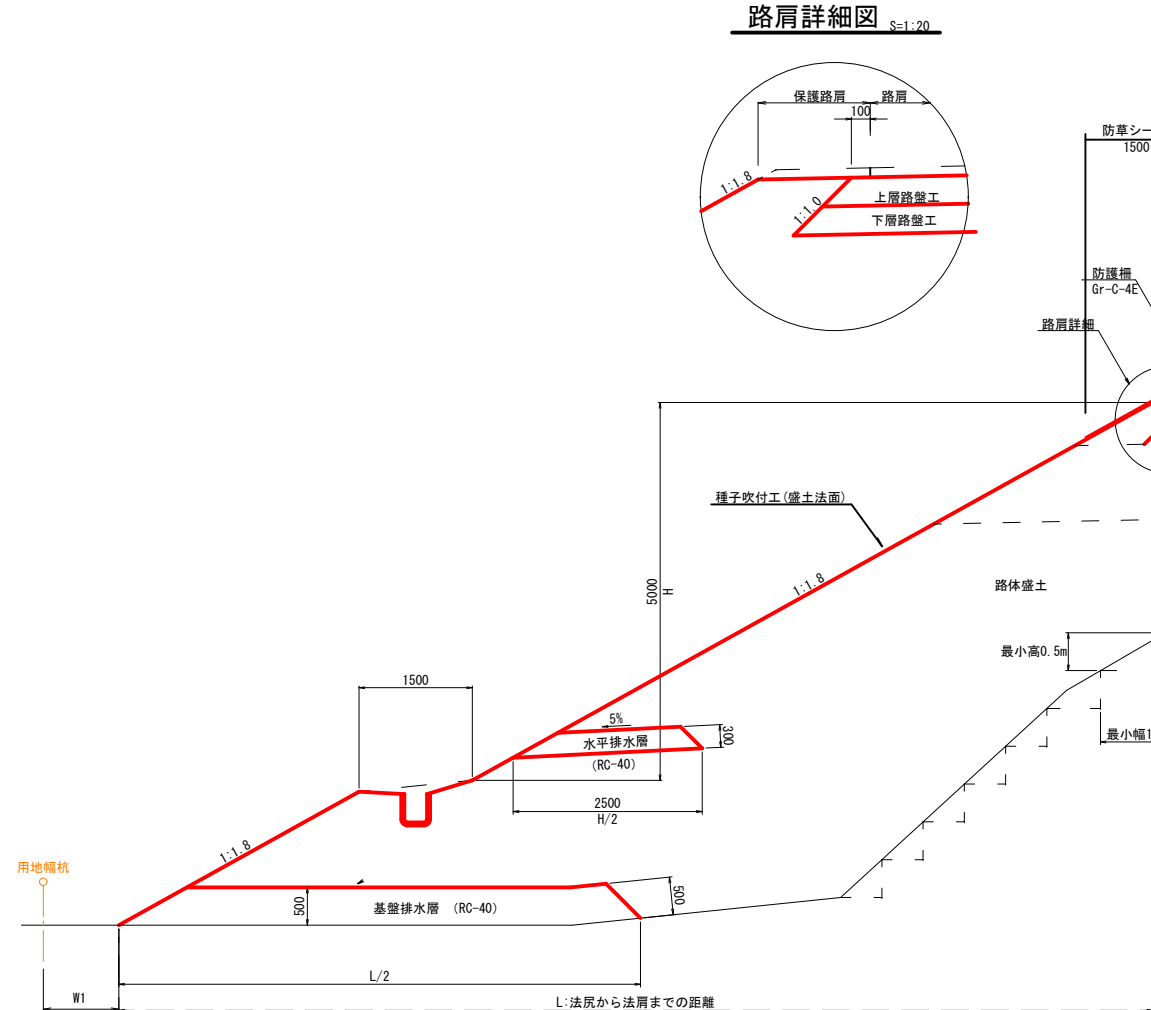 路肩詳細図 S=1:20
保護路肩 路肩
100
1:1.8
1:1.0
上層路盤工
下層路盤工
防草シー
1500
防護柵
Gr-C-4E
路肩詳細
種子吹付工(盛土法面)
5000
H
1:1.8
路体盛土
最小高0.5m
最小幅1
1500
5%
水平排水層
(RC-40)
300
2500
H/2
1:1.8
用地幅杭
500
基盤排水層 (RC-40)
500
L/2
W1
L:法尻から法肩までの距離